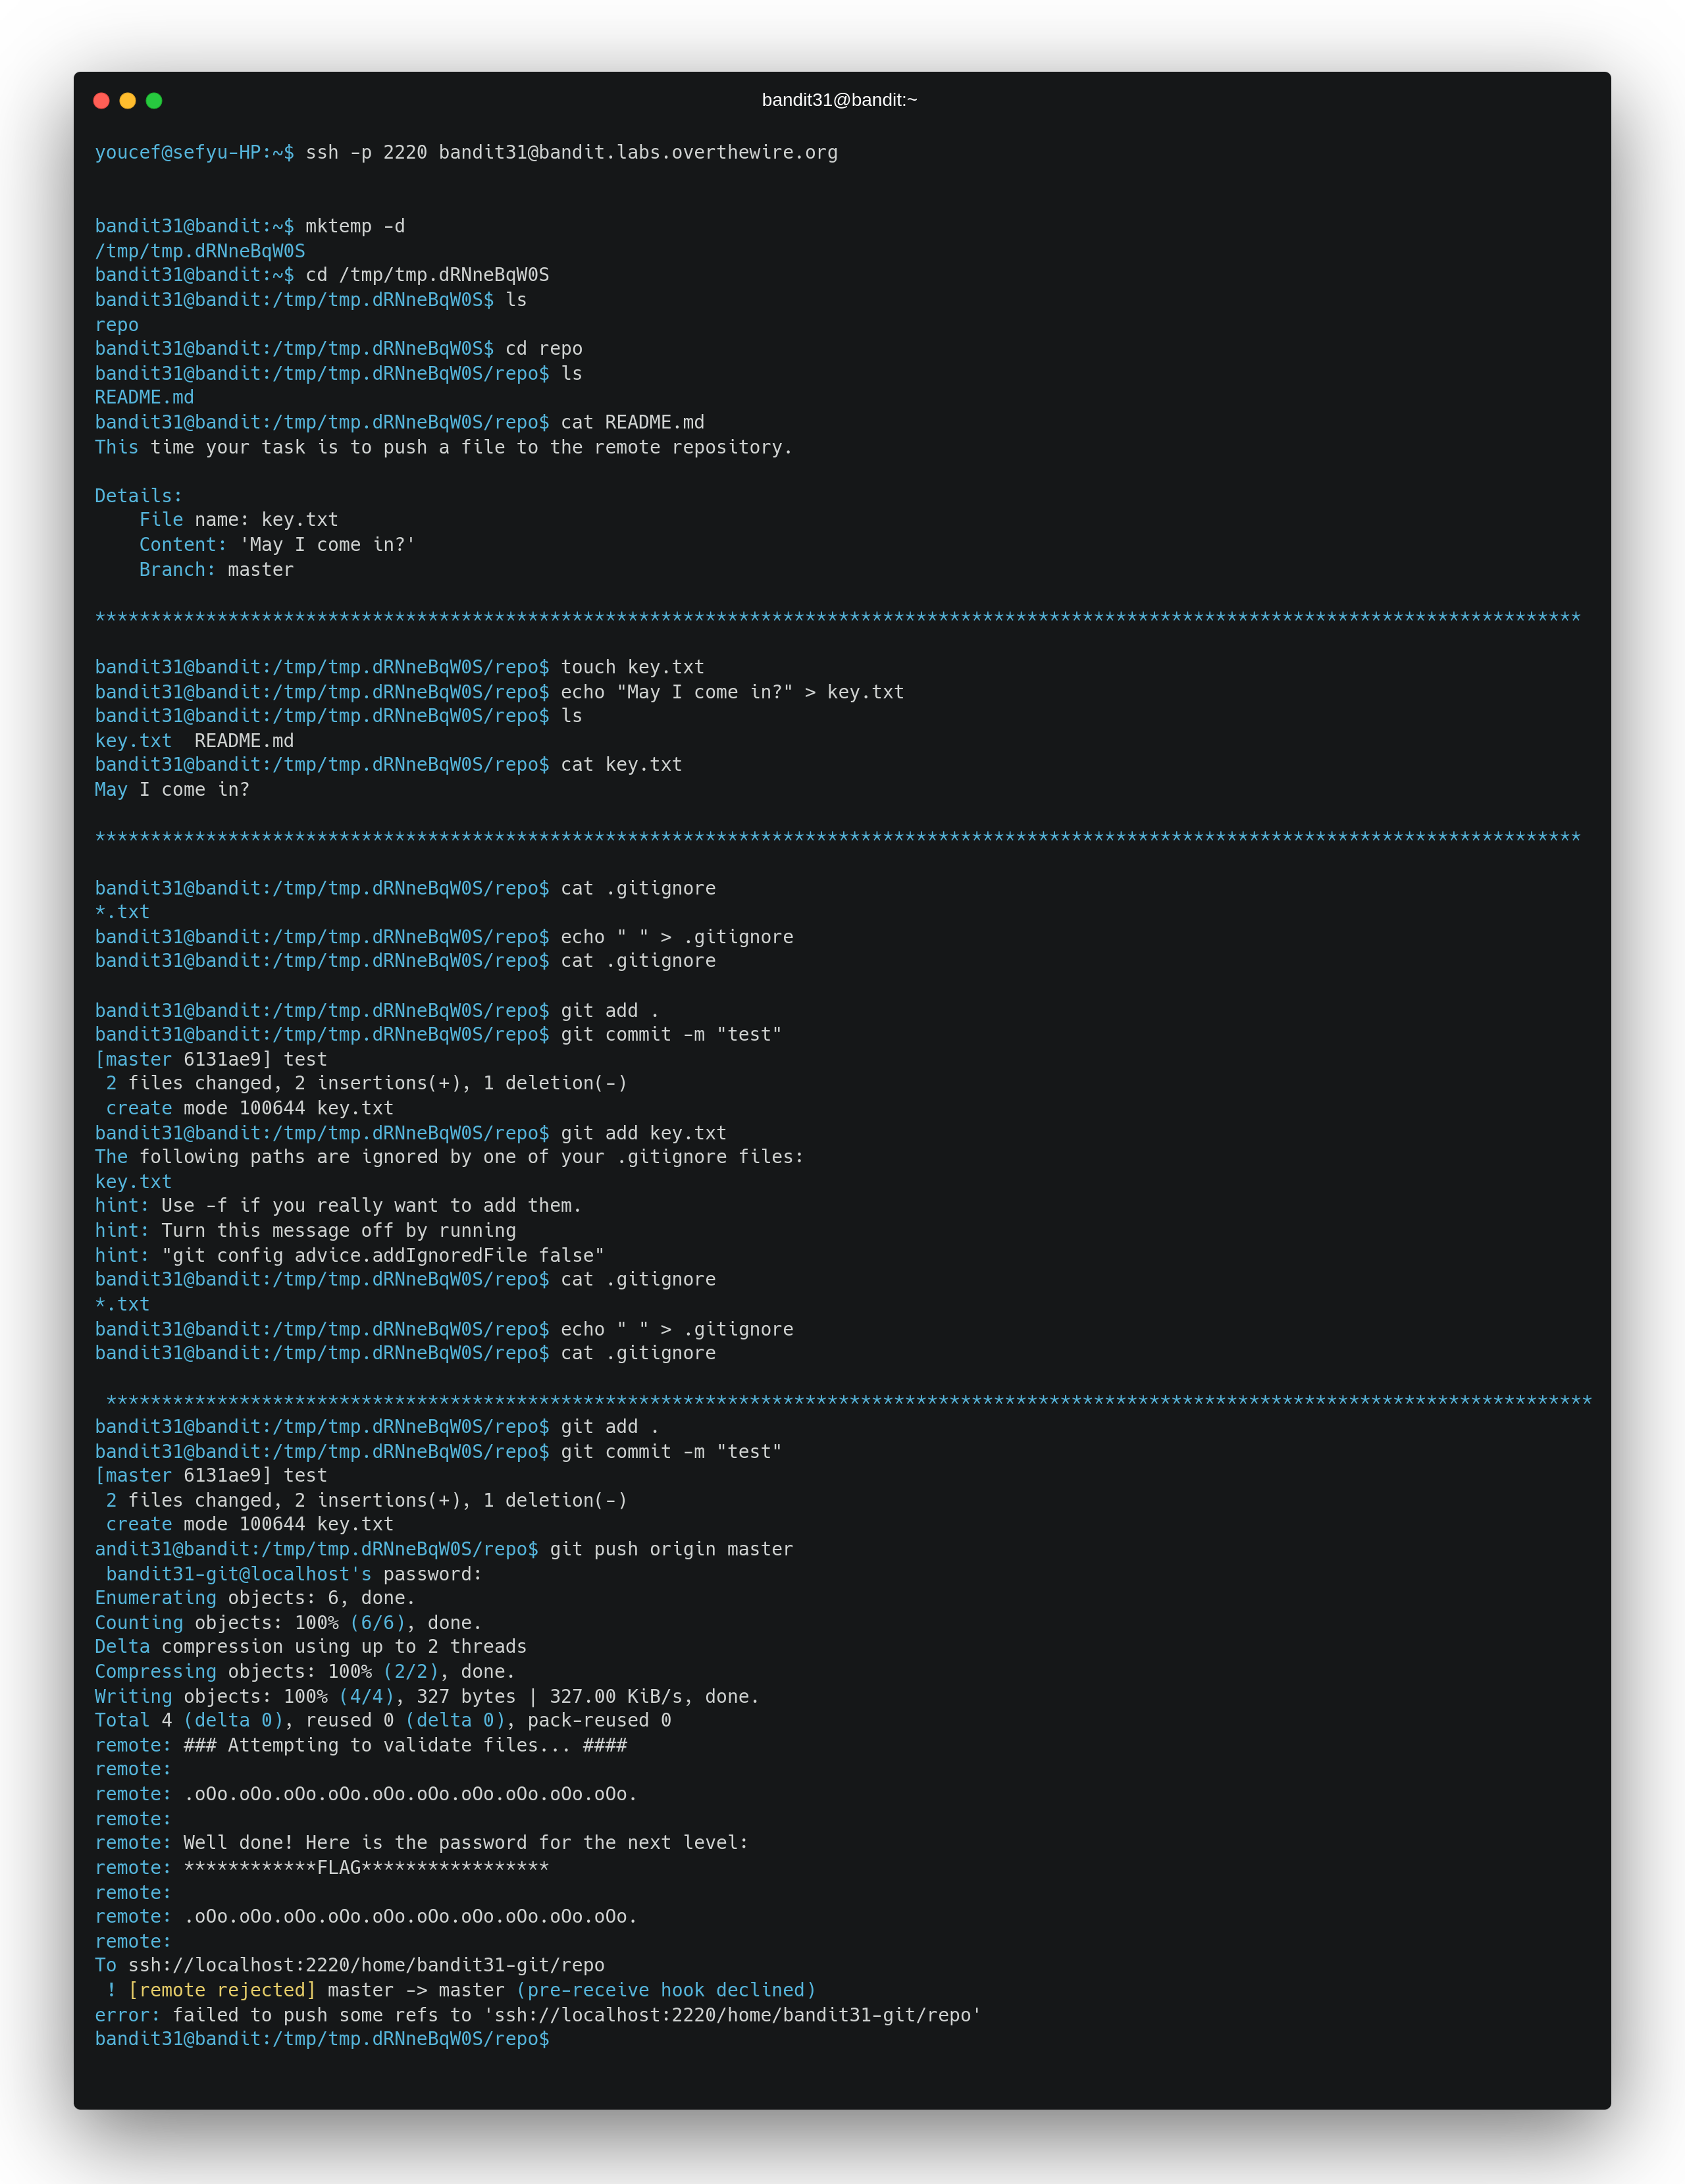 bandit31@bandit:~
youcef@sefyu-HP:~$ ssh -p 2220 bandit31@bandit.labs.overthewire.org
bandit31@bandit:~$ mktemp -d
/tmp/tmp.dRNneBqW0S
bandit31@bandit:~$ cd /tmp/tmp.dRNneBqW0S
bandit31@bandit:/tmp/tmp.dRNneBqW0S$ ls
repo
bandit31@bandit:/tmp/tmp.dRNneBqW0S$ cd repo
bandit31@bandit:/tmp/tmp.dRNneBqW0S/repo$ ls
README.md
bandit31@bandit:/tmp/tmp.dRNneBqW0S/repo$ cat README.md
This time your task is to push a file to the remote repository.
Details:
    File name: key.txt
    Content: 'May I come in?'
    Branch: master
**************************************************************************************************************************************
bandit31@bandit:/tmp/tmp.dRNneBqW0S/repo$ touch key.txt
bandit31@bandit:/tmp/tmp.dRNneBqW0S/repo$ echo "May I come in?" > key.txt
bandit31@bandit:/tmp/tmp.dRNneBqW0S/repo$ ls
key.txt  README.md
bandit31@bandit:/tmp/tmp.dRNneBqW0S/repo$ cat key.txt
May I come in?
**************************************************************************************************************************************
bandit31@bandit:/tmp/tmp.dRNneBqW0S/repo$ cat .gitignore
*.txt
bandit31@bandit:/tmp/tmp.dRNneBqW0S/repo$ echo " " > .gitignore
bandit31@bandit:/tmp/tmp.dRNneBqW0S/repo$ cat .gitignore
bandit31@bandit:/tmp/tmp.dRNneBqW0S/repo$ git add .
bandit31@bandit:/tmp/tmp.dRNneBqW0S/repo$ git commit -m "test"
[master 6131ae9] test
 2 files changed, 2 insertions(+), 1 deletion(-)
 create mode 100644 key.txt
bandit31@bandit:/tmp/tmp.dRNneBqW0S/repo$ git add key.txt
The following paths are ignored by one of your .gitignore files:
key.txt
hint: Use -f if you really want to add them.
hint: Turn this message off by running
hint: "git config advice.addIgnoredFile false"
bandit31@bandit:/tmp/tmp.dRNneBqW0S/repo$ cat .gitignore
*.txt
bandit31@bandit:/tmp/tmp.dRNneBqW0S/repo$ echo " " > .gitignore
bandit31@bandit:/tmp/tmp.dRNneBqW0S/repo$ cat .gitignore
 **************************************************************************************************************************************
bandit31@bandit:/tmp/tmp.dRNneBqW0S/repo$ git add .
bandit31@bandit:/tmp/tmp.dRNneBqW0S/repo$ git commit -m "test"
[master 6131ae9] test
 2 files changed, 2 insertions(+), 1 deletion(-)
 create mode 100644 key.txt
andit31@bandit:/tmp/tmp.dRNneBqW0S/repo$ git push origin master
 bandit31-git@localhost's password:
Enumerating objects: 6, done.
Counting objects: 100% (6/6), done.
Delta compression using up to 2 threads
Compressing objects: 100% (2/2), done.
Writing objects: 100% (4/4), 327 bytes | 327.00 KiB/s, done.
Total 4 (delta 0), reused 0 (delta 0), pack-reused 0
remote: ### Attempting to validate files... ####
remote:
remote: .oOo.oOo.oOo.oOo.oOo.oOo.oOo.oOo.oOo.oOo.
remote:
remote: Well done! Here is the password for the next level:
remote: ************FLAG*****************
remote:
remote: .oOo.oOo.oOo.oOo.oOo.oOo.oOo.oOo.oOo.oOo.
remote:
To ssh://localhost:2220/home/bandit31-git/repo
 ! [remote rejected] master -> master (pre-receive hook declined)
error: failed to push some refs to 'ssh://localhost:2220/home/bandit31-git/repo'
bandit31@bandit:/tmp/tmp.dRNneBqW0S/repo$